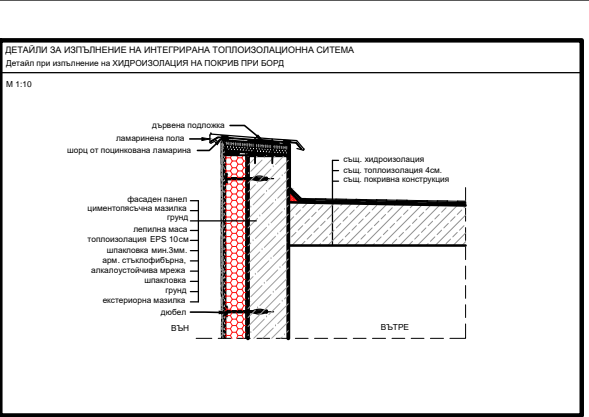 ДЕТАЙЛИ ЗА ИЗПЪЛНЕНИЕ НА ИНТЕГРИРАНА ТОПЛОИЗОЛАЦИОННА СИТЕМА
Детайл при изпълнение на ХИДРОИЗОЛАЦИЯ НА ПОКРИВ ПРИ БОРД
М 1:10
дървена подложка
ламаринена пола
шорц от поцинкована ламарина
същ. хидроизолация
същ. топлоизолация 4см.
същ. покривна конструкция
фасаден панел
циментопясъчна мазилка
грунд
лепилна маса
топлоизолация EPS 10см
шпакловка мин.3мм.
арм. стъклофибърна,
алкалоустойчива мрежа
шпакловка
грунд
екстериорна мазилка
дюбел
ВЪН
ВЪТРЕ